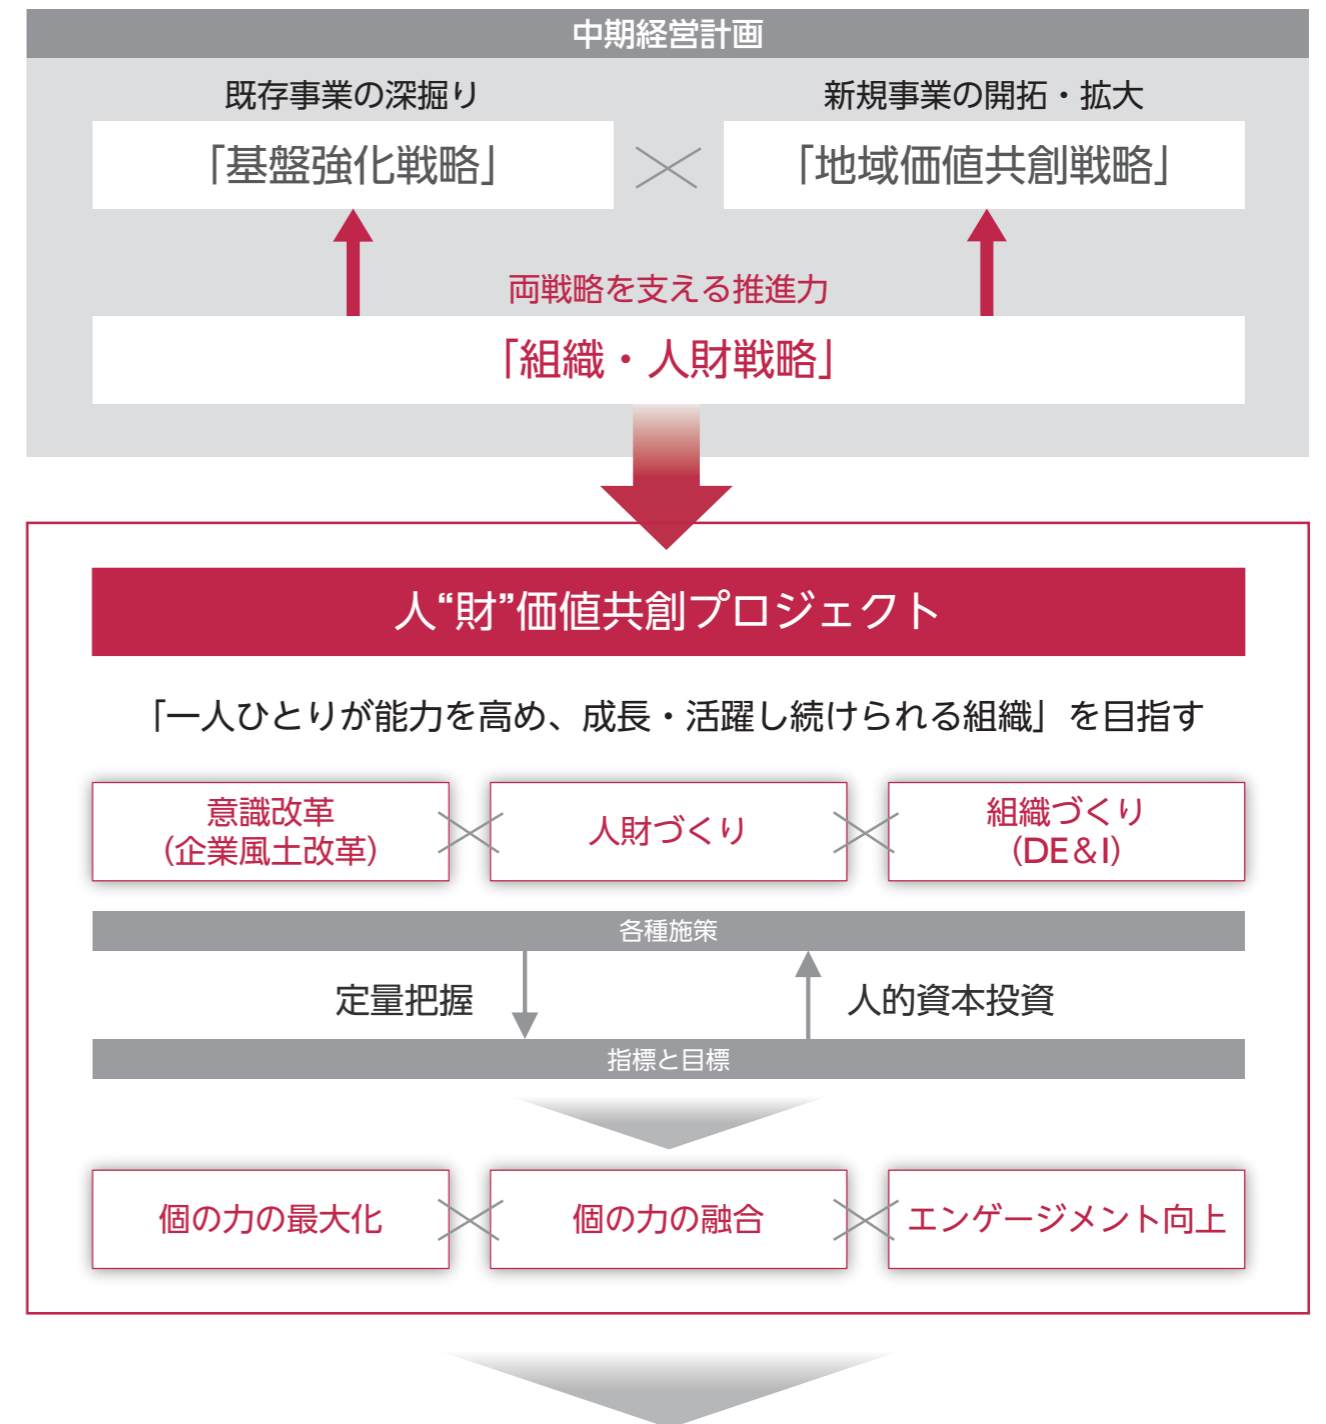 中期経営計画
既存事業の深掘り
新規事業の開拓・拡大
「基盤強化戦略」
「地域価値共創戦略」
両戦略を支える推進力
「組織・人財戦略」
人“財”価値共創プロジェクト
「一人ひとりが能力を高め、成長・活躍し続けられる組織」を目指す
意識改革
（企業風土改革）
人財づくり
組織づくり
（DE＆I）
各種施策
定量把握
人的資本投資
指標と目標
個の力の最大化
個の力の融合
エンゲージメント向上